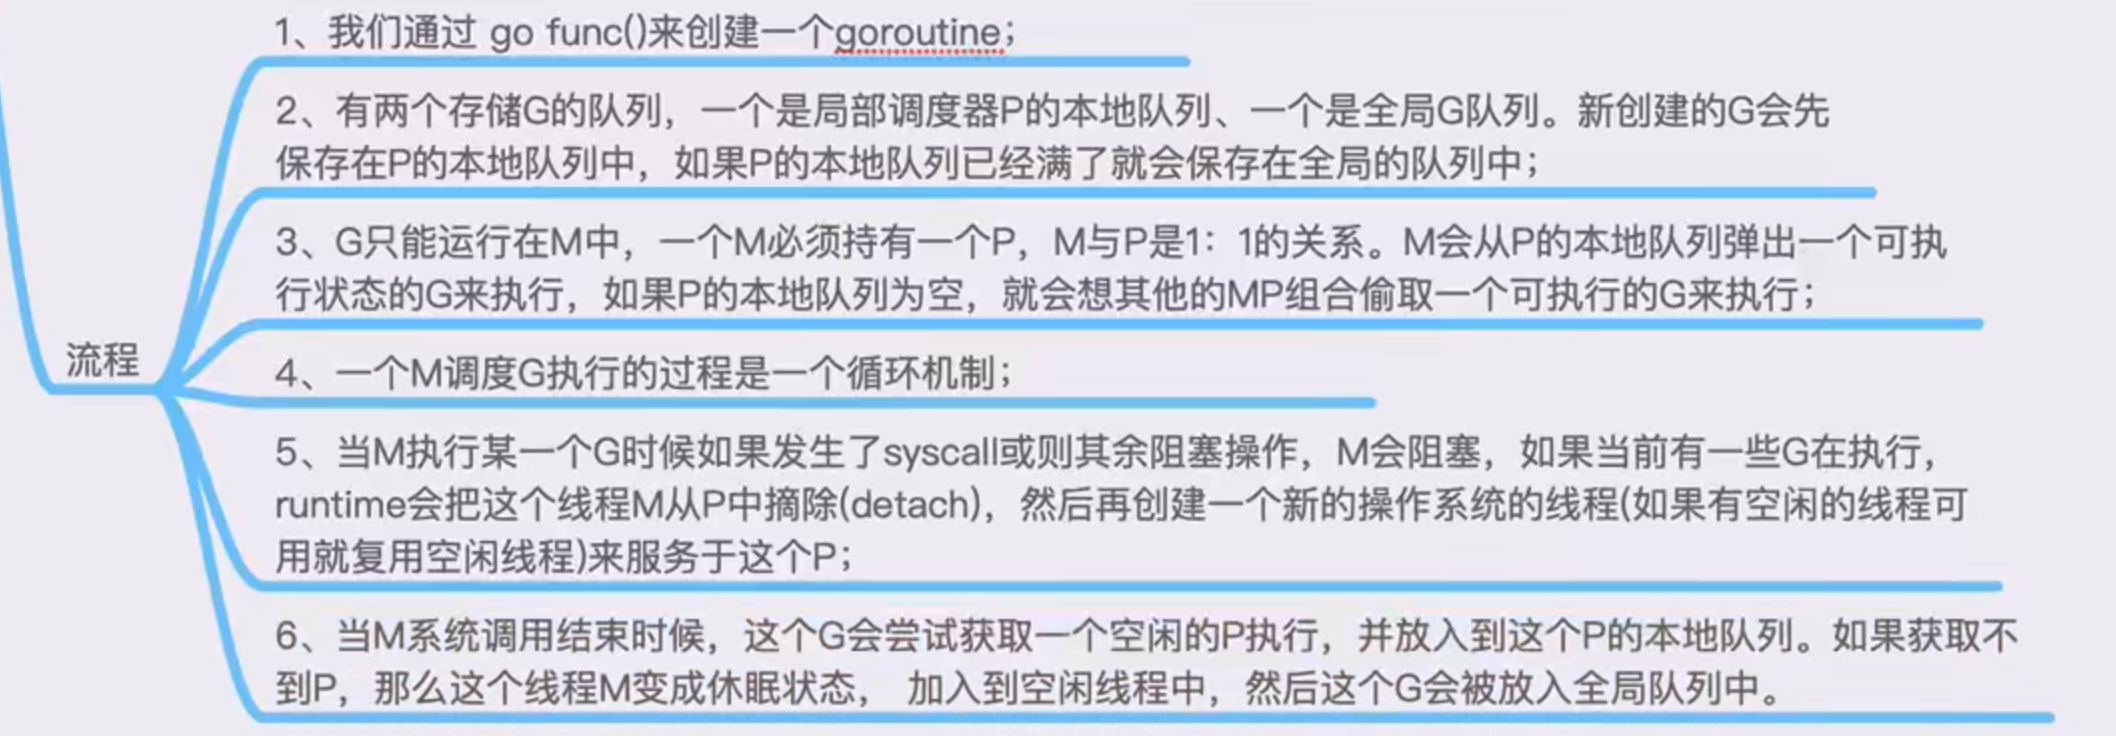 1、我们通过 go func()来创建一个goroutine；
2、有两个存储G的队列，一个是局部调度器P的本地队列、一个是全局G队列。新创建的G会先
保存在P的本地队列中，如果P的本地队列已经满了就会保存在全局的队列中；
3、G只能运行在M中，一个M必须持有一个P，M与P是1：1的关系。M会从P的本地队列弹出一个可执
行状态的G来执行，如果P的本地队列为空，就会想其他的MP组合偷取一个可执行的G来执行；
流程
4、一个M调度G执行的过程是一个循环机制；
5、当M执行某一个G时候如果发生了syscall或则其余阻塞操作，M会阻塞，如果当前有一些G在执行，
runtime会把这个线程M从P中摘除(detach)，然后再创建一个新的操作系统的线程(如果有空闲的线程可
用就复用空闲线程)来服务于这个P；
6、当M系统调用结束时候，这个G会尝试获取一个空闲的P执行，并放入到这个P的本地队列。如果获取不
到P，那么这个线程M变成休眠状态， 加入到空闲线程中，然后这个G会被放入全局队列中。